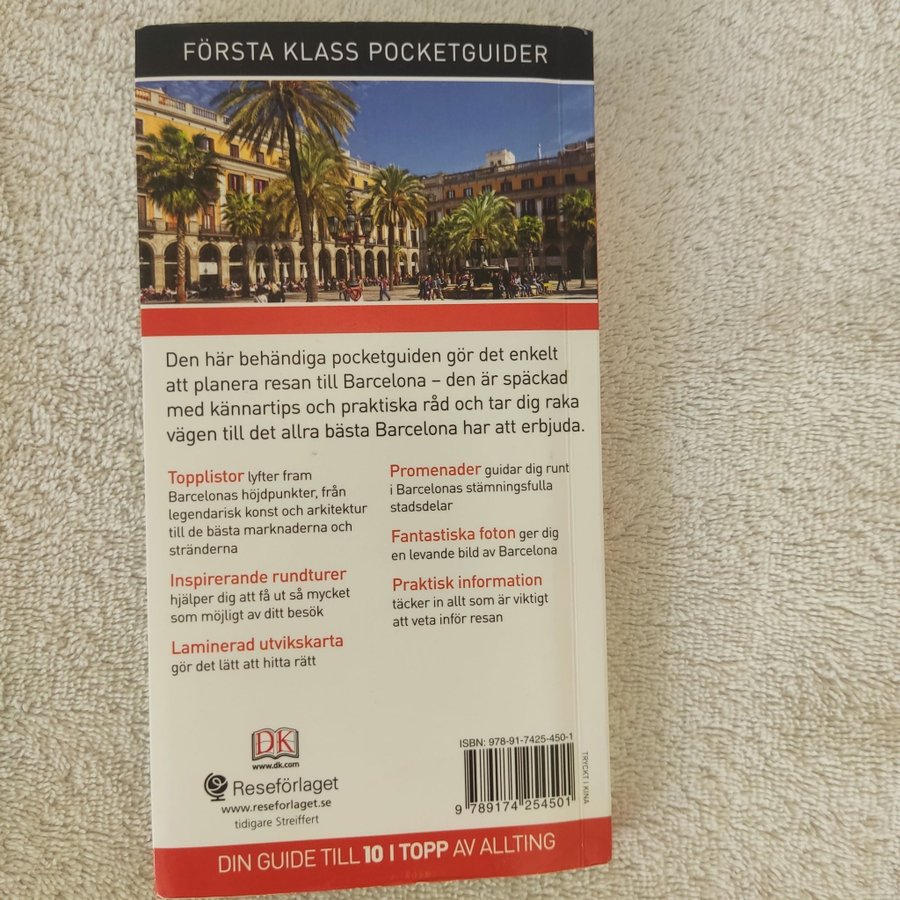 FÖRSTA KLASS POCKETGUIDER
Den här behändiga pocketguiden gör det enkelt
att planera resan till Barcelona – den är späckad
med kännartips och praktiska råd och tar dig raka
vägen till det allra bästa Barcelona har att erbjuda.
Topplistor lyfter fram
Barcelonas höjdpunkter, från
legendarisk konst och arkitektur
till de bästa marknaderna och
stränderna
Inspirerande rundturer
hjälper dig att få ut så mycket
som möjligt av ditt besök
Laminerad utvikskarta
gör det lätt att hitta rätt
Promenader guidar dig runt
i Barcelonas stämningsfulla
stadsdelar
Fantastiska foton ger dig
en levande bild av Barcelona
Praktisk information
täcker in allt som är viktigt
att veta inför resan
DK
www.dk.com
Reseförlaget
www.reseforlaget.se
tidigare Streiffert
ISBN: 978-91-7425-450-1
9 789174 254501
TRYCKT I KINA
DIN GUIDE TILL 10 I TOPP AV ALLTING